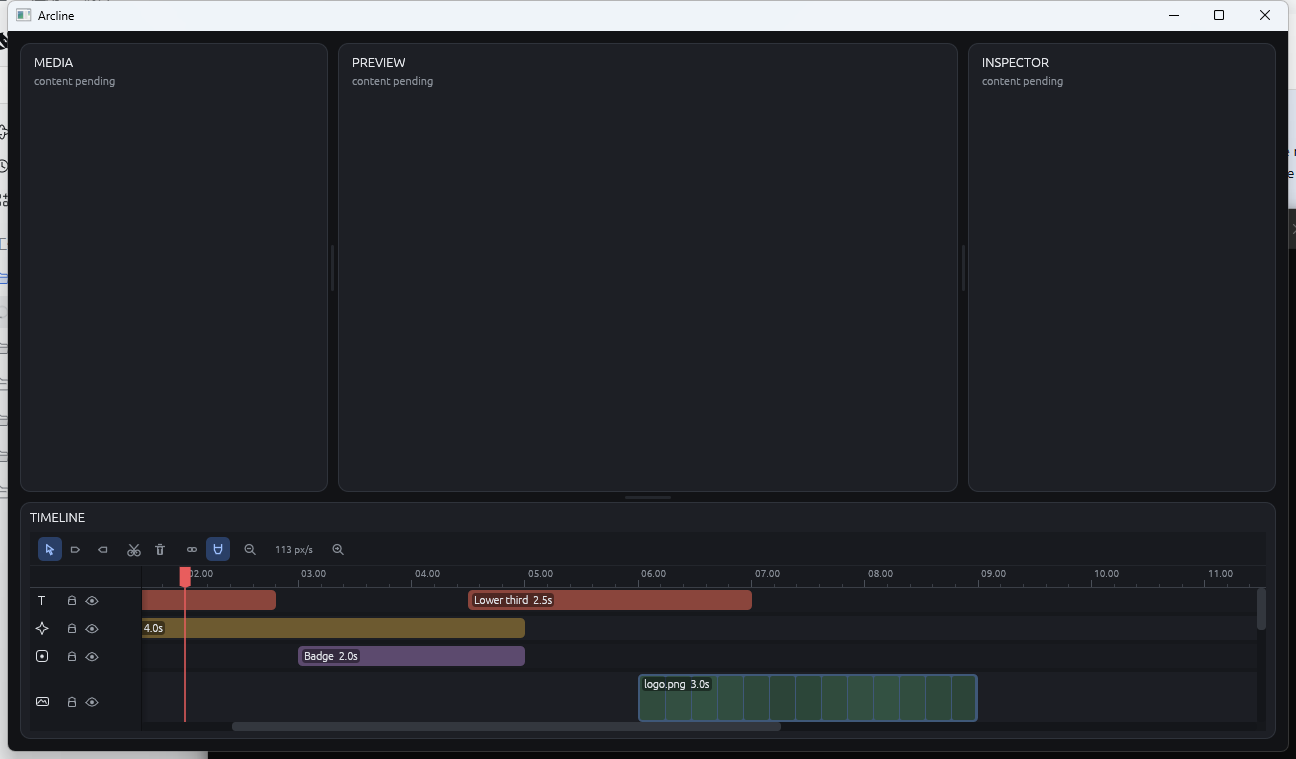 Arcline
MEDIA
content pending
PREVIEW
content pending
INSPECTOR
content pending
TIMELINE
113 px/s
02.00 03.00 04.00 05.00 06.00 07.00 08.00 09.00 10.00 11.00
T
Lower third 2.5s
4.0s
Badge 2.0s
logo.png 3.0s